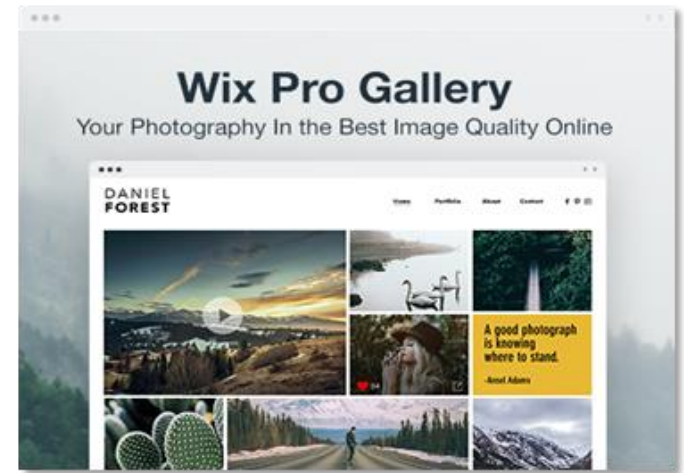 Wix Pro Gallery
Your Photography In the Best Image Quality Online
DANIEL
FOREST
Home Portfolio About Contact
A good photograph
is knowing
where to stand.
-Ansel Adams